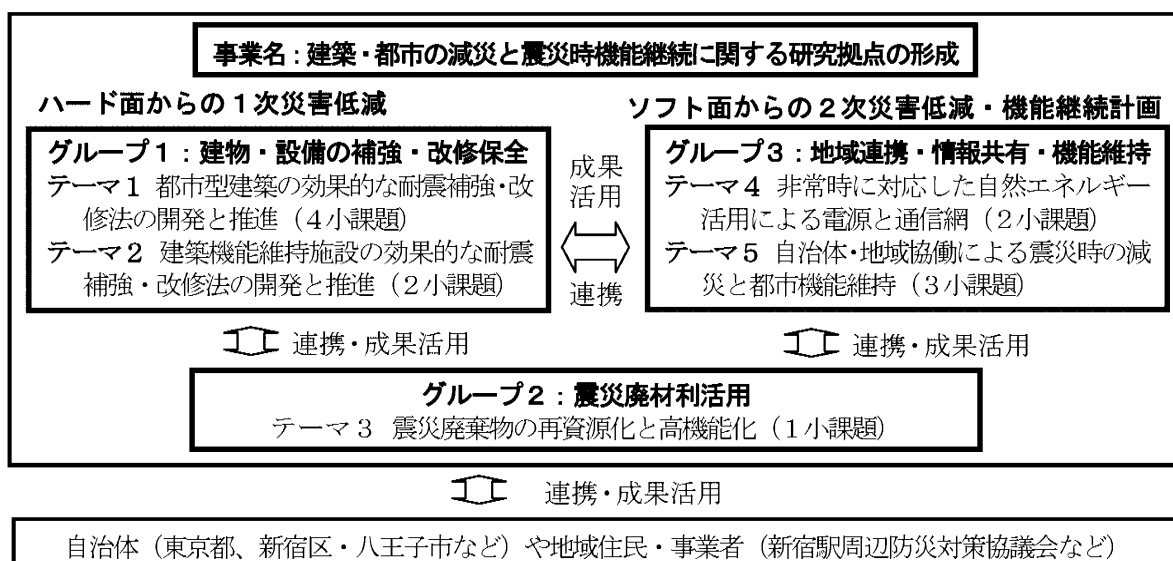 事業名：建築・都市の減災と震災時機能継続に関する研究拠点の形成
ハード面からの１次災害低減
グループ１：建物・設備の補強・改修保全
テーマ１ 都市型建築の効果的な耐震補強・改
修法の開発と推進（４小課題）
テーマ２ 建築機能維持施設の効果的な耐震
補強・改修法の開発と推進（２小課題）
成果
活用
連携
ソフト面からの２次災害低減・機能継続計画
グループ３：地域連携・情報共有・機能維持
テーマ４ 非常時に対応した自然エネルギー
活用による電源と通信網（２小課題）
テーマ５ 自治体・地域協働による震災時の減
災と都市機能維持（３小課題）
連携・成果活用
連携・成果活用
グループ２：震災廃材利活用
テーマ３ 震災廃棄物の再資源化と高機能化（１小課題）
連携・成果活用
自治体（東京都、新宿区・八王子市など）や地域住民・事業者（新宿駅周辺防災対策協議会など）